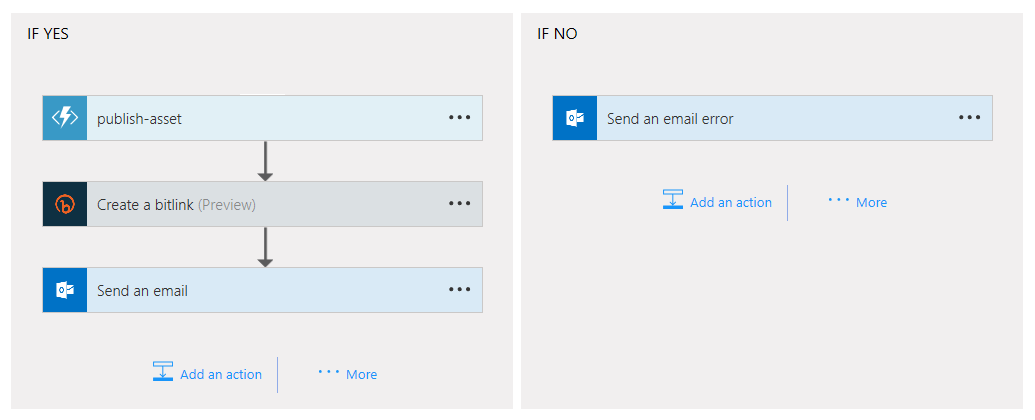 IF YES
publish-asset
Create a bitlink (Preview)
Send an email
Add an action
More
IF NO
Send an email error
Add an action
More